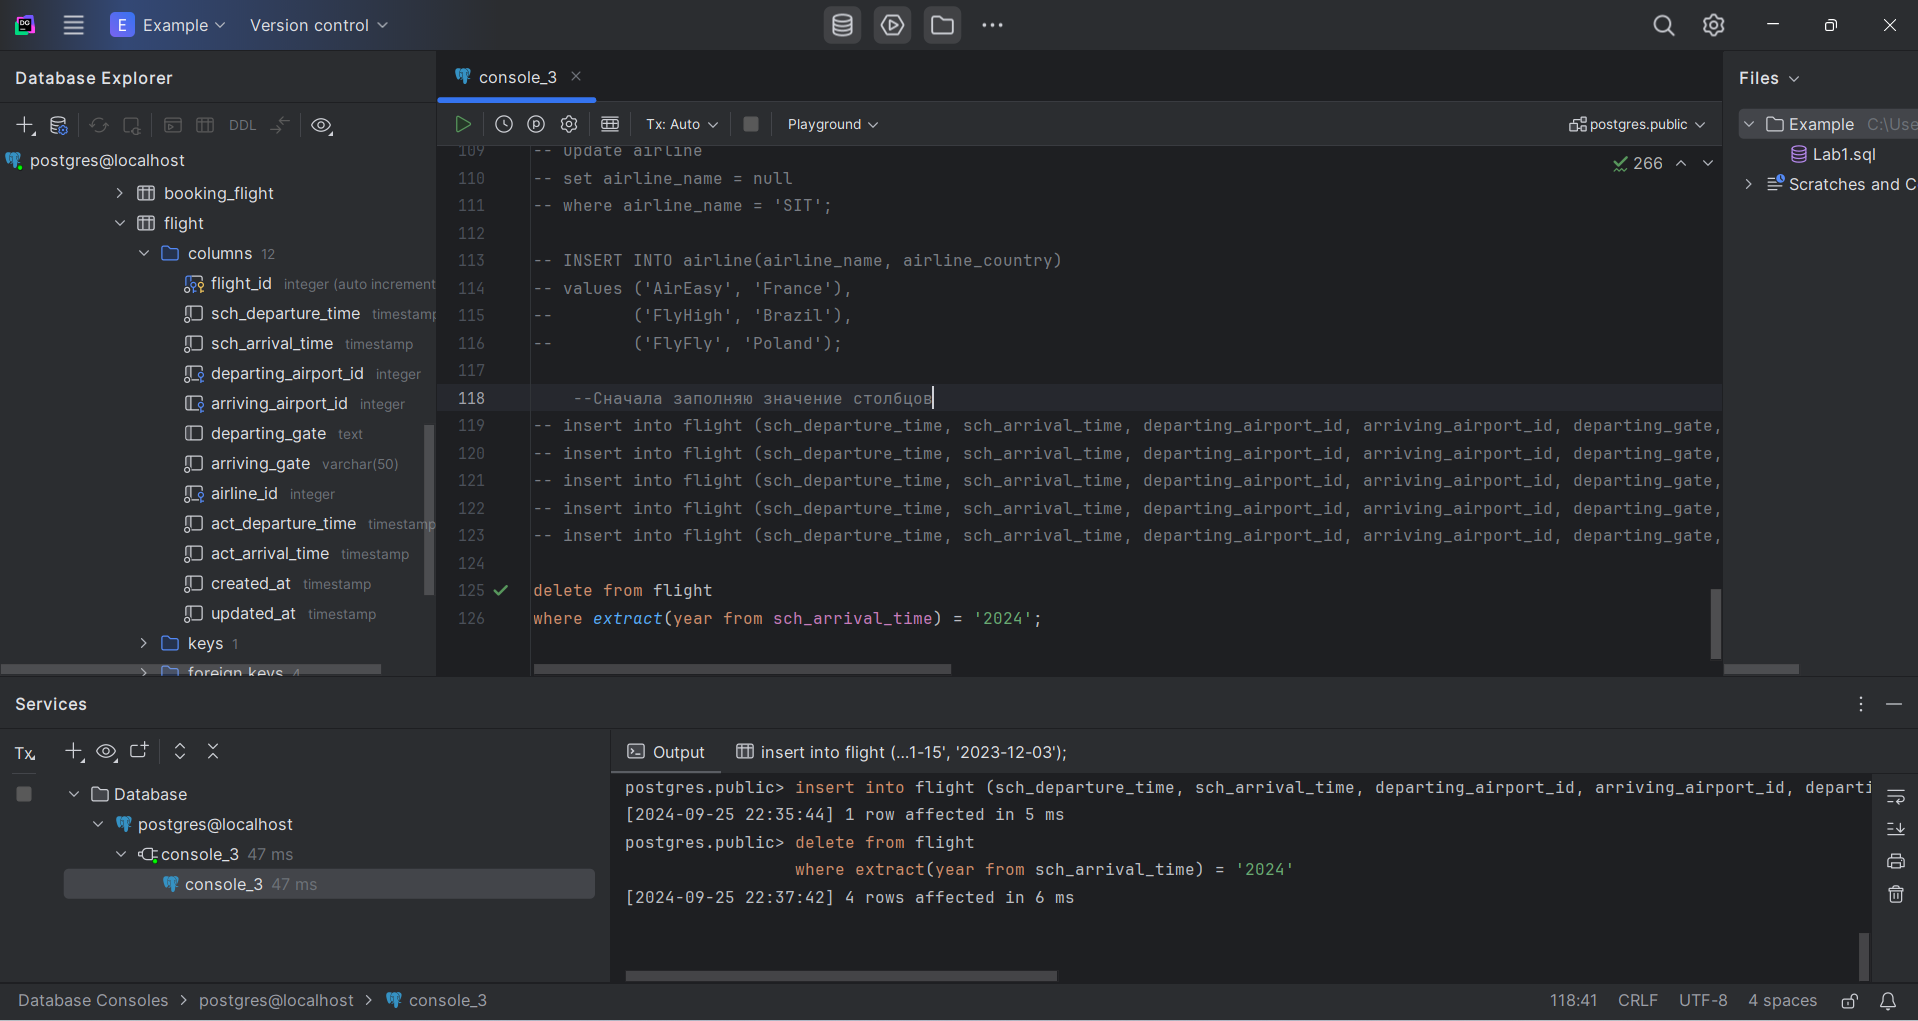 E Example Version control
Database Explorer
DDL
postgres@localhost
booking_flight
flight
columns 12
flight_id integer (auto increment
sch_departure_time timestamp
sch_arrival_time timestamp
departing_airport_id integer
arriving_airport_id integer
departing_gate text
arriving_gate varchar(50)
airline_id integer
act_departure_time timestamp
act_arrival_time timestamp
created_at timestamp
updated_at timestamp
keys 1
foreign keys 4
console_3
Tx: Auto Playground postgres.public
266
109 -- update airline
110 -- set airline_name = null
111 -- where airline_name = 'SIT';
112
113 -- INSERT INTO airline(airline_name, airline_country)
114 -- values ('AirEasy', 'France'),
115 -- ('FlyHigh', 'Brazil'),
116 -- ('FlyFly', 'Poland');
117
118 --Сначала заполняю значение столбцов
119 -- insert into flight (sch_departure_time, sch_arrival_time, departing_airport_id, arriving_airport_id, departing_gate,
120 -- insert into flight (sch_departure_time, sch_arrival_time, departing_airport_id, arriving_airport_id, departing_gate,
121 -- insert into flight (sch_departure_time, sch_arrival_time, departing_airport_id, arriving_airport_id, departing_gate,
122 -- insert into flight (sch_departure_time, sch_arrival_time, departing_airport_id, arriving_airport_id, departing_gate,
123 -- insert into flight (sch_departure_time, sch_arrival_time, departing_airport_id, arriving_airport_id, departing_gate,
124
125 delete from flight
126 where extract(year from sch_arrival_time) = '2024';
Files
Example C:\Use
Lab1.sql
Scratches and C
Services
Tx
Database
postgres@localhost
console_3 47 ms
console_3 47 ms
Output insert into flight (...1-15', '2023-12-03');
postgres.public> insert into flight (sch_departure_time, sch_arrival_time, departing_airport_id, arriving_airport_id, departi
[2024-09-25 22:35:44] 1 row affected in 5 ms
postgres.public> delete from flight
where extract(year from sch_arrival_time) = '2024'
[2024-09-25 22:37:42] 4 rows affected in 6 ms
Database Consoles > postgres@localhost > console_3
118:41 CRLF UTF-8 4 spaces